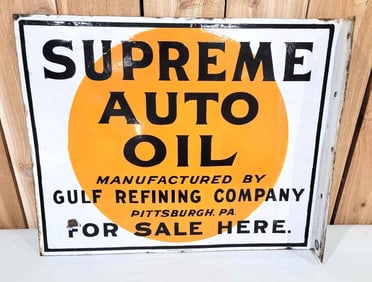 SUPREME
AUTO
OIL
MANUFACTURED BY
GULF REFINING COMPANY
PITTSBURGH, PA.
FOR SALE HERE.